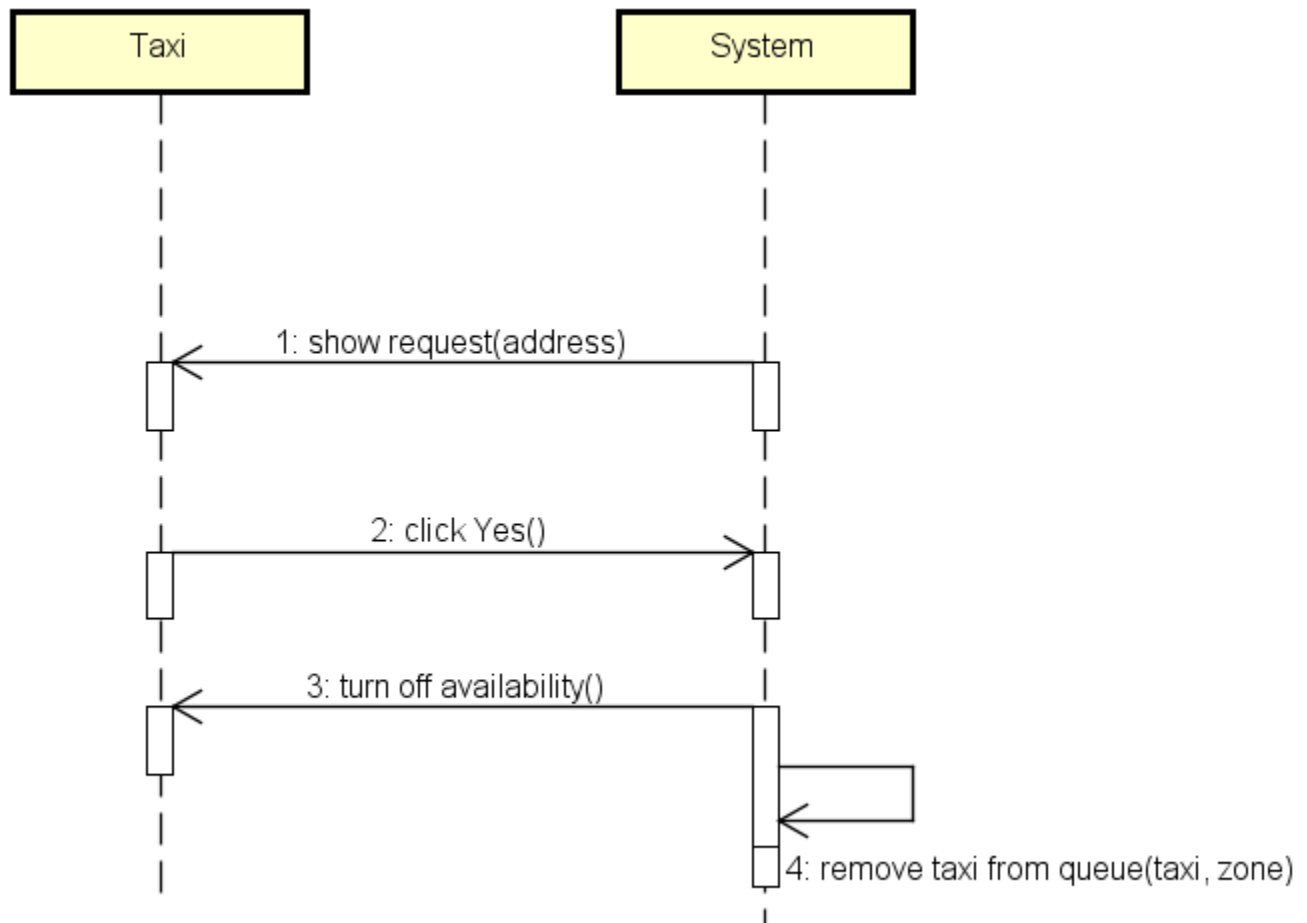 Taxi
System
1: show request(address)
2: click Yes()
3: turn off availability()
4: remove taxi from queue(taxi, zone)